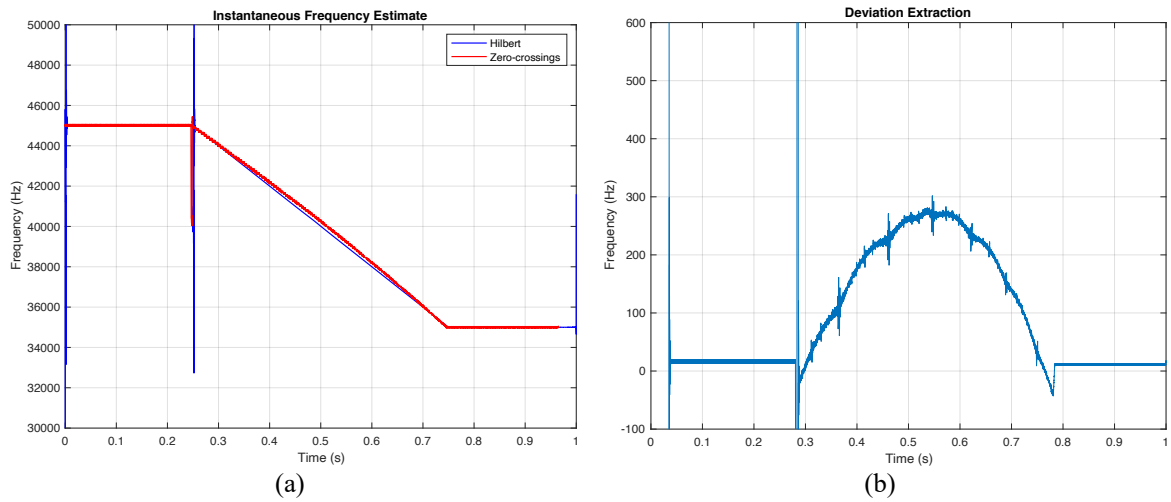 Instantaneous Frequency Estimate
50000
48000
46000
44000
42000
40000
38000
36000
34000
32000
30000
Frequency (Hz)
Hilbert
Zero-crossings
0 0.1 0.2 0.3 0.4 0.5 0.6 0.7 0.8 0.9 1
Time (s)
(a)
Deviation Extraction
600
500
400
300
200
100
0
-100
Frequency (Hz)
0 0.1 0.2 0.3 0.4 0.5 0.6 0.7 0.8 0.9 1
Time (s)
(b)